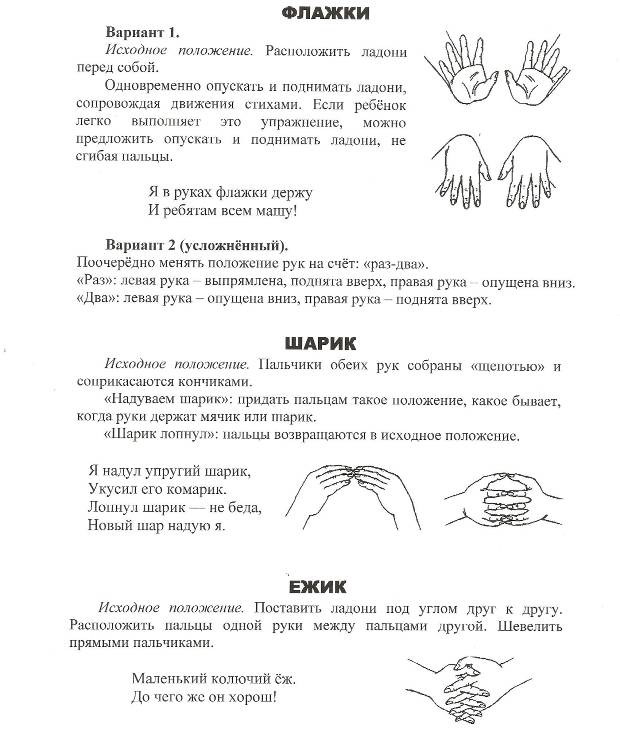 ФЛАЖКИ
Вариант 1.
Исходное положение. Расположить ладони
перед собой.
Одновременно опускать и поднимать ладони,
сопровождая движения стихами. Если ребёнок
легко выполняет это упражнение, можно
предложить опускать и поднимать ладони, не
сгибая пальцы.
Я в руках флажки держу
И ребятам всем машу!
Вариант 2 (усложнённый).
Поочерёдно менять положение рук на счёт: «раз-два».
«Раз»: левая рука – выпрямлена, поднята вверх, правая рука – опущена вниз.
«Два»: левая рука – опущена вниз, правая рука – поднята вверх.
ШАРИК
Исходное положение. Пальчики обеих рук собраны «щепотью» и
соприкасаются кончиками.
«Надуваем шарик»: придать пальцам такое положение, какое бывает,
когда руки держат мячик или шарик.
«Шарик лопнул»: пальцы возвращаются в исходное положение.
Я надул упругий шарик,
Укусил его комарик.
Лопнул шарик — не беда,
Новый шар надую я.
ЕЖИК
Исходное положение. Поставить ладони под углом друг к другу.
Расположить пальцы одной руки между пальцами другой. Шевелить
прямыми пальчиками.
Маленький колючий ёж.
До чего же он хорош!